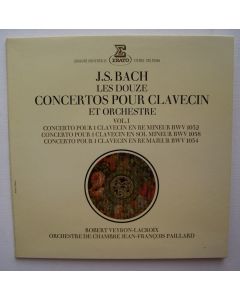 ERATO
J.S. BACH
LES DOUZE
CONCERTOS POUR CLAVECIN
ET ORCHESTRE
VOL. 1
CONCERTO POUR 1 CLAVECIN EN RE MINEUR BWV 1052
CONCERTO POUR 1 CLAVECIN EN SOL MINEUR BWV 1058
CONCERTO POUR 1 CLAVECIN EN RE MAJEUR BWV 1054
ROBERT VEYRON-LACROIX
ORCHESTRE DE CHAMBRE JEAN-FRANÇOIS PAILLARD